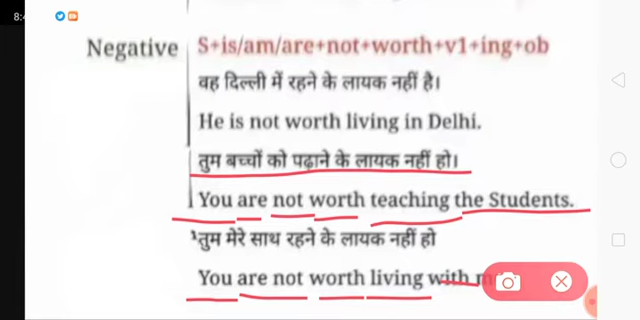 8:4
Negative S+is/am/are+not+worth+v1+ing+ob
वह दिल्ली में रहने के लायक नहीं है।
He is not worth living in Delhi.
तुम बच्चों को पढ़ाने के लायक नहीं हो।
You are not worth teaching the Students.
तुम मेरे साथ रहने के लायक नहीं हो
You are not worth living with